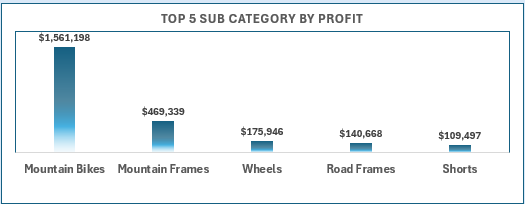 TOP 5 SUB CATEGORY BY PROFIT
$1,561,198
$469,339
$175,946
$140,668
$109,497
Mountain Bikes Mountain Frames Wheels Road Frames Shorts